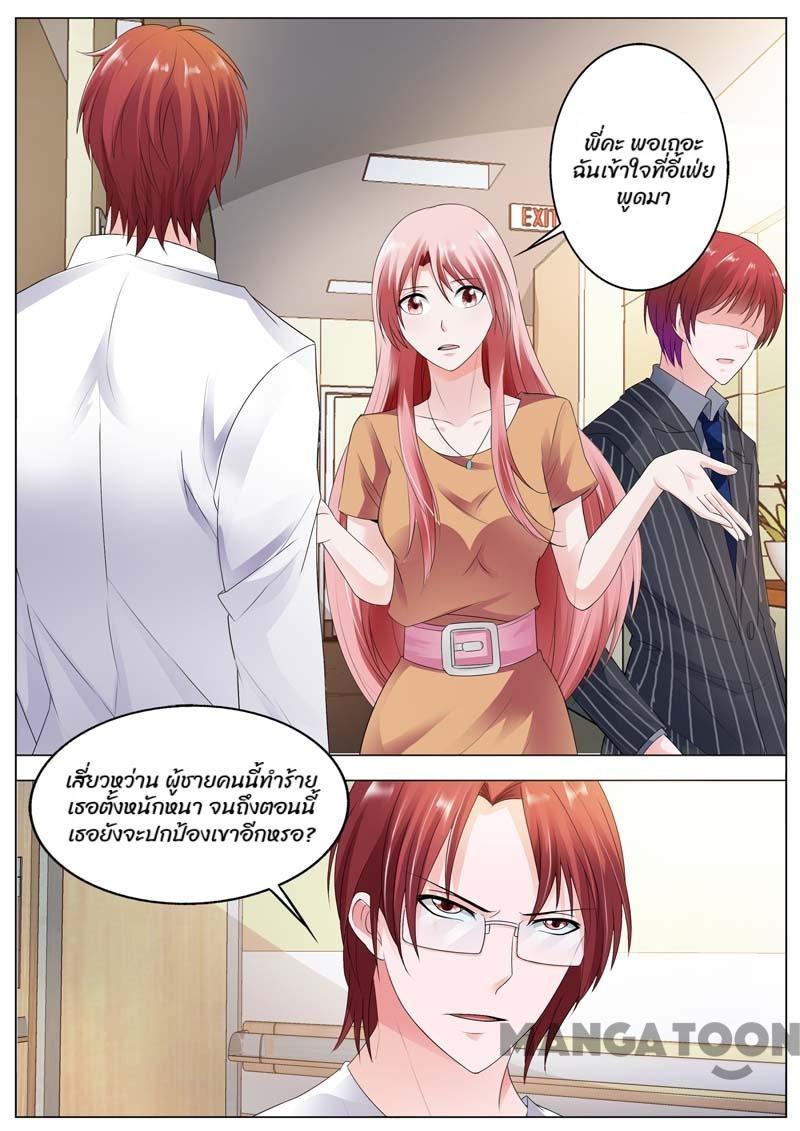 พี่คะ พอเถอะ
ฉันเข้าใจที่อี้เฟย
พูดมา
EXIT
เสี่ยวหว่าน ผู้ชายคนนี้ทำร้าย
เธอตั้งหนักหนา จนถึงตอนนี้
เธอยังจะปกป้องเขาอีกหรอ?
MANGATOON